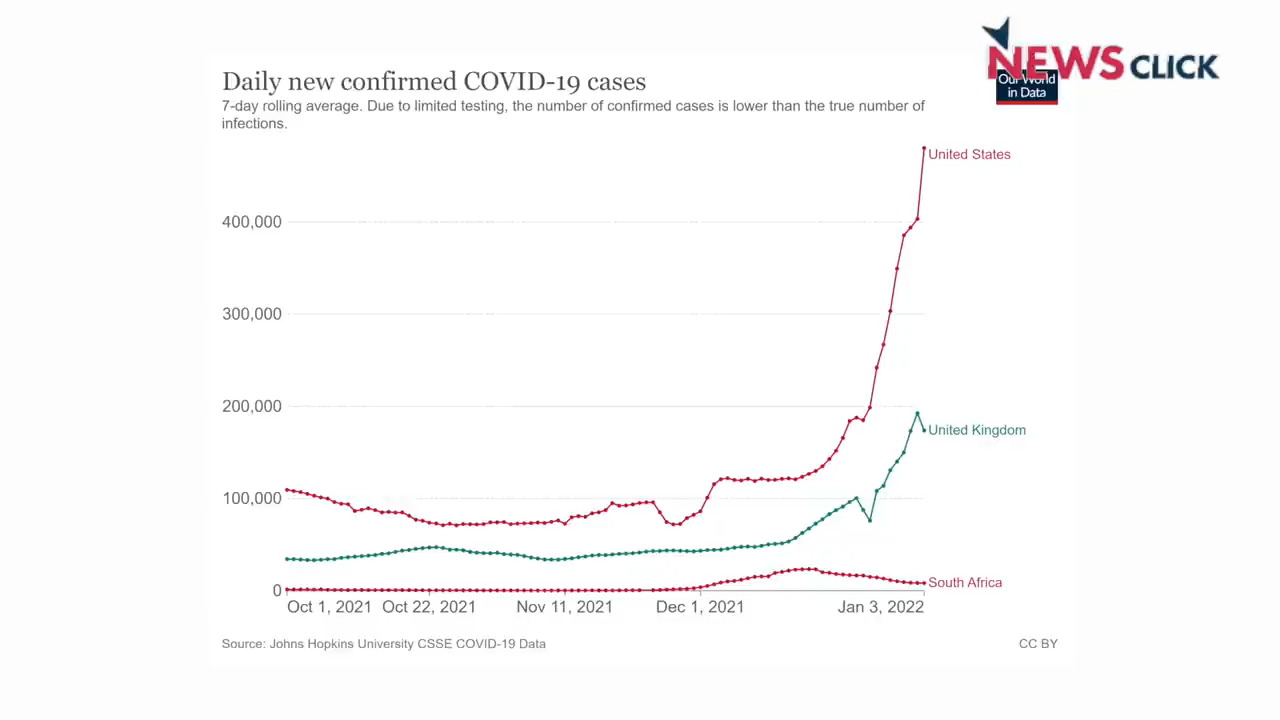 NEWSCLICK
Our World
in Data
Daily new confirmed COVID-19 cases
7-day rolling average. Due to limited testing, the number of confirmed cases is lower than the true number of
infections.
United States
400,000
300,000
200,000
United Kingdom
100,000
South Africa
0
Oct 1, 2021 Oct 22, 2021 Nov 11, 2021 Dec 1, 2021 Jan 3, 2022
Source: Johns Hopkins University CSSE COVID-19 Data CC BY